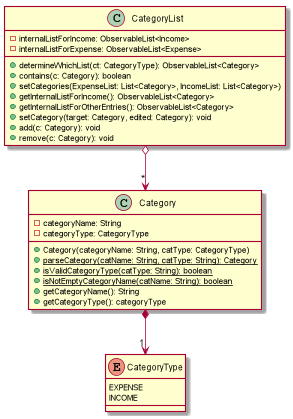 C CategoryList
internalListForIncome: ObservableList<Income>
internalListForExpense: ObservableList<Expense>
determineWhichList(ct: CategoryType): ObservableList<Category>
contains(c: Category): boolean
setCategories(ExpenseList: List<Category>, IncomeList: List<Category>)
getInternalListForIncome(): ObservableList<Category>
getInternalListForOtherEntries(): ObservableList<Category>
setCategory(target: Category, edited: Category): void
add(c: Category): void
remove(c: Category): void
*
C Category
categoryName: String
categoryType: CategoryType
Category(categoryName: String, catType: CategoryType)
parseCategory(catName: String, catType: String): Category
isValidCategoryType(catType: String): boolean
isNotEmptyCategoryName(catName: String): boolean
getCategoryName(): String
getCategoryType(): categoryType
1
E CategoryType
EXPENSE
INCOME